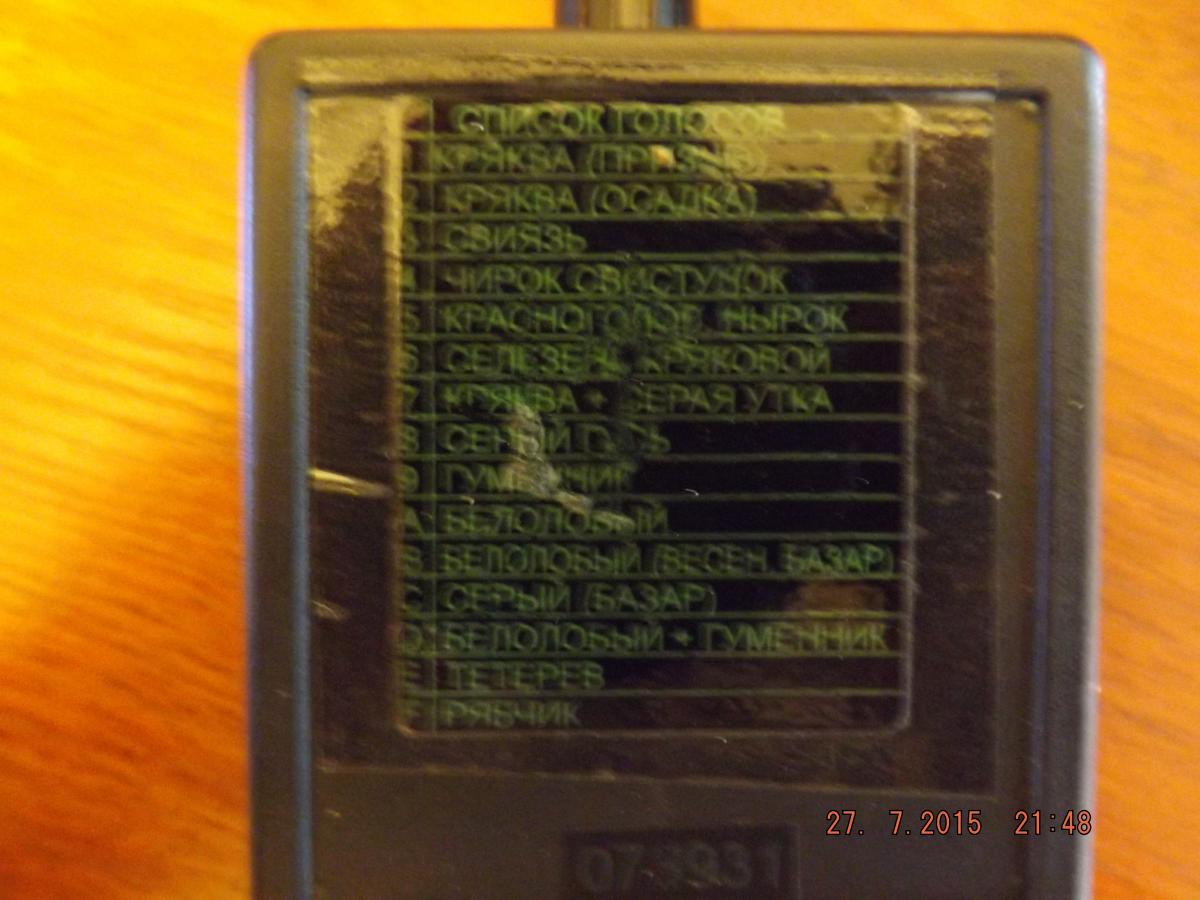 СПИСОК ГОЛОСОВ
1 КРЯКВА (ПРИЗЫВ)
2 КРЯКВА (ОСАДКА)
3 СВИЯЗЬ
4 ЧИРОК СВИСТУНОК
5 КРАСНОГОЛОВ. НЫРОК
6 СЕЛЕЗЕНЬ КРЯКОВОЙ
7 КРЯКВА + СЕРАЯ УТКА
8 СЕРЫЙ ГУСЬ
9 ГУМЕННИК
A БЕЛОЛОБЫЙ
B БЕЛОЛОБЫЙ (ВЕСЕН. БАЗАР)
C СЕРЫЙ (БАЗАР)
D БЕЛОЛОБЫЙ + ГУМЕННИК
E ТЕТЕРЕВ
F РЯБЧИК
27. 7.2015 21:48